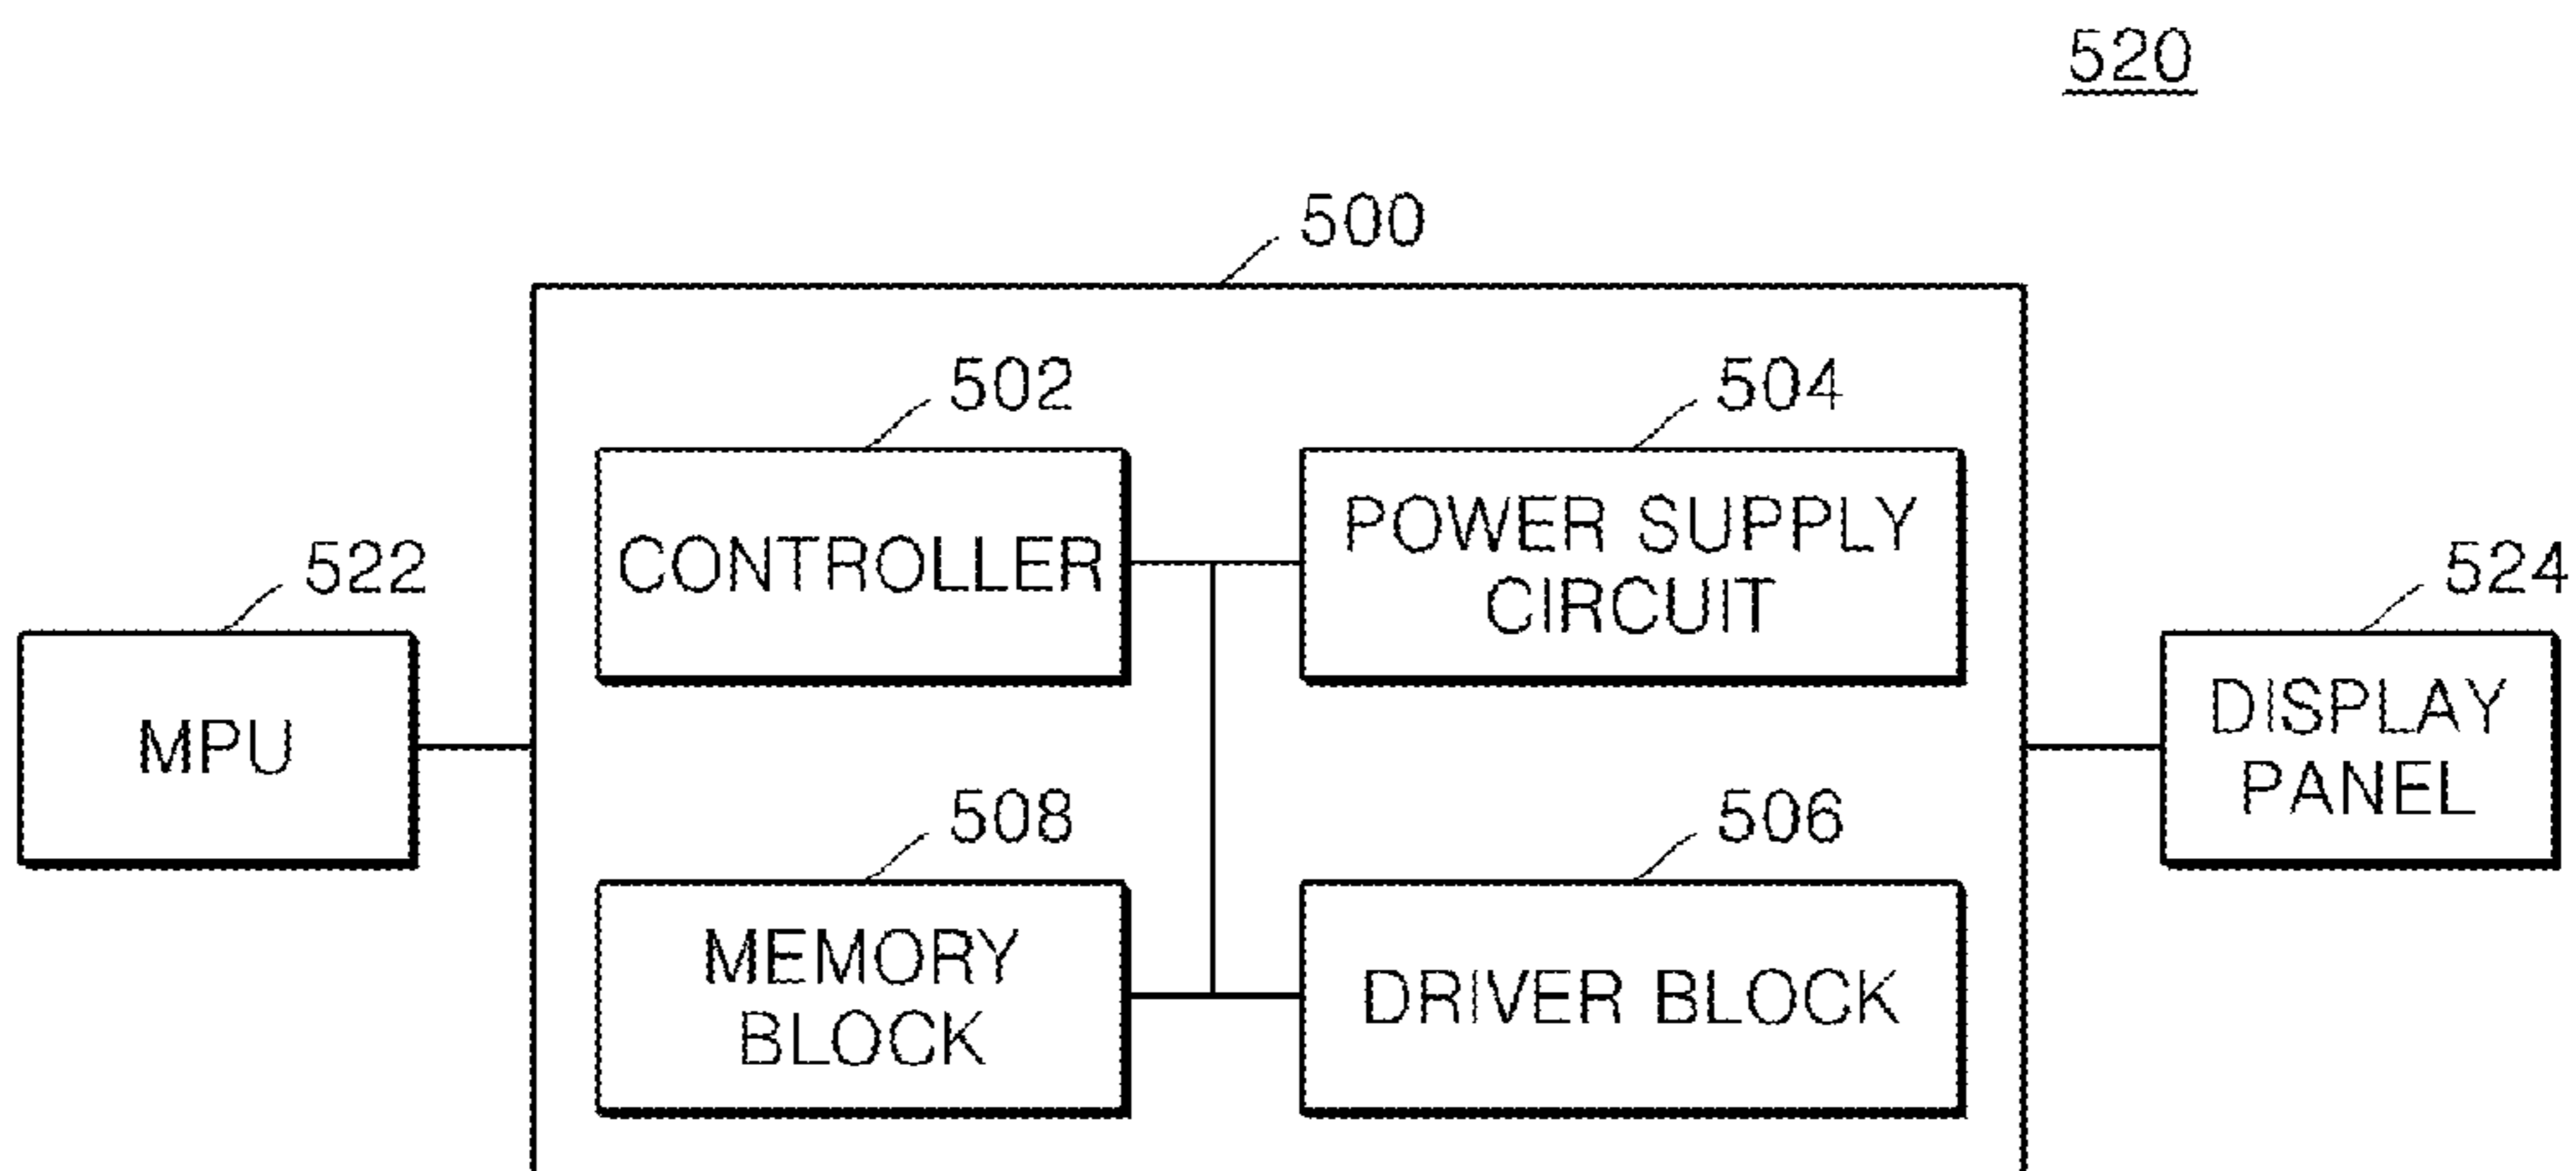 520
500
502
504
CONTROLLER
POWER SUPPLY
CIRCUIT
522
MPU
524
DISPLAY
PANEL
508
506
MEMORY
BLOCK
DRIVER BLOCK